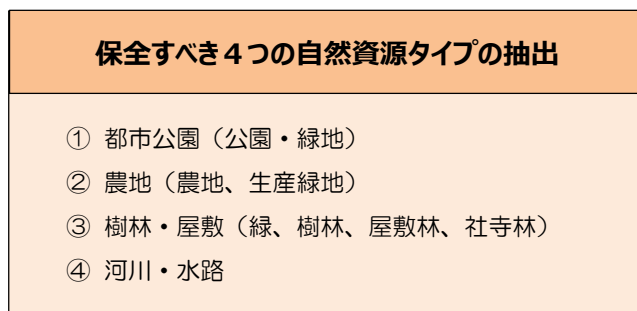 保全すべき４つの自然資源タイプの抽出
① 都市公園（公園・緑地）
② 農地（農地、生産緑地）
③ 樹林・屋敷（緑、樹林、屋敷林、社寺林）
④ 河川・水路